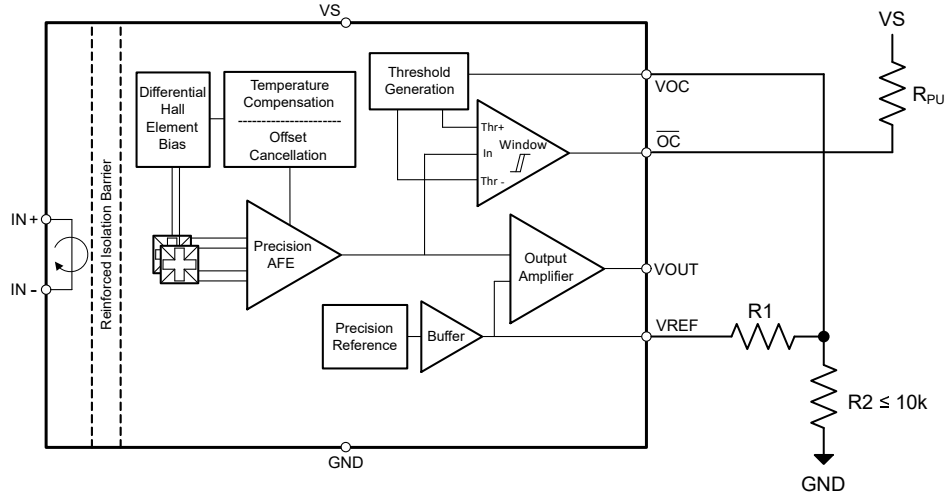 VS
VS
Differential
Hall
Element
Bias
Temperature
Compensation
Offset
Cancellation
Threshold
Generation
VOC
R_PU
Thr+
In
Window
Thr -
OC
Reinforced Isolation Barrier
IN+
IN-
Precision
AFE
Output
Amplifier
VOUT
Precision
Reference
Buffer
VREF
R1
R2 ≤ 10k
GND
GND